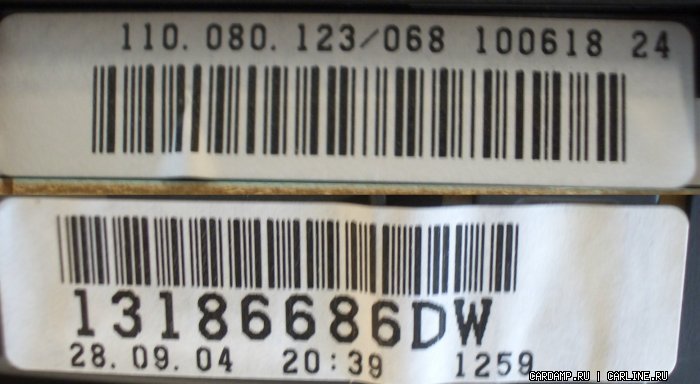 110.080.123/068 100618 24
13186686DW
28.09.04 20:39 1259
CARDAMP.RU | CARLINE.RU